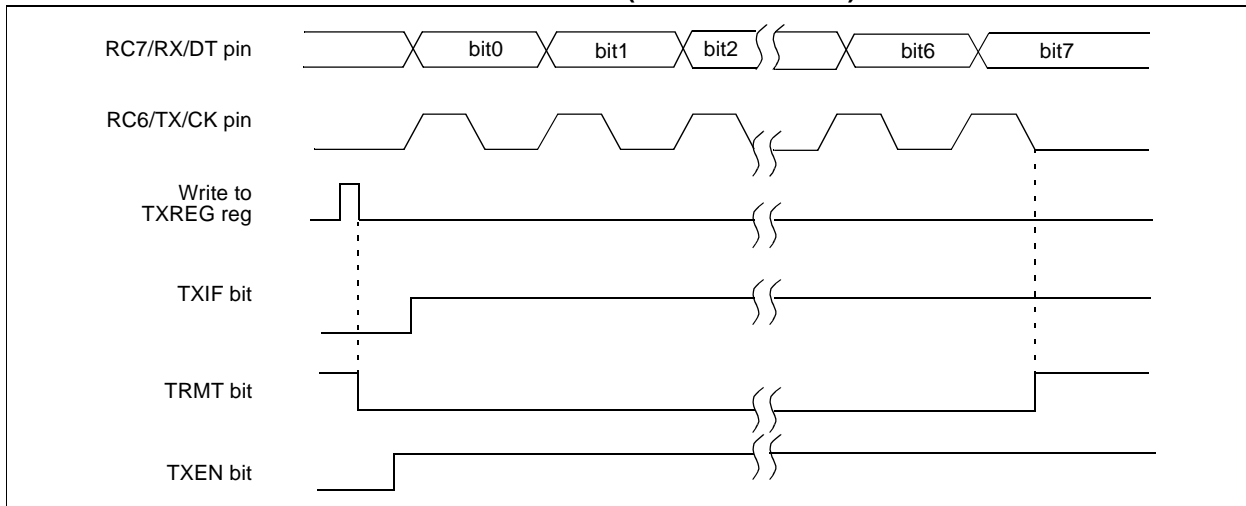 RC7/RX/DT pin
bit0 bit1 bit2 bit6 bit7
RC6/TX/CK pin
Write to
TXREG reg
TXIF bit
TRMT bit
TXEN bit